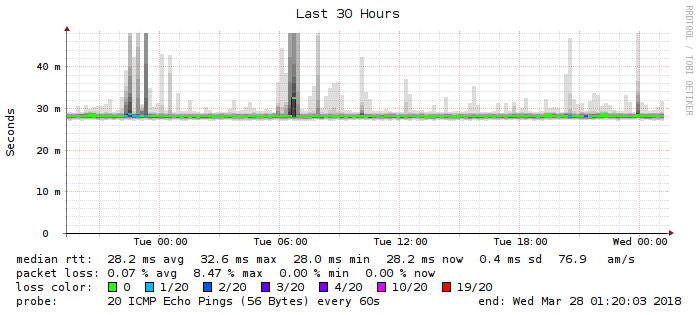 Last 30 Hours
RRDTOOL / TOBI OETIKER
Seconds
40 m
30 m
20 m
10 m
0
Tue 00:00 Tue 06:00 Tue 12:00 Tue 18:00 Wed 00:00
median rtt: 28.2 ms avg 32.6 ms max 28.0 ms min 28.2 ms now 0.4 ms sd 76.9 am/s
packet loss: 0.07 % avg 8.47 % max 0.00 % min 0.00 % now
loss color: 0 1/20 2/20 3/20 4/20 10/20 19/20
probe: 20 ICMP Echo Pings (56 Bytes) every 60s end: Wed Mar 28 01:20:03 2018